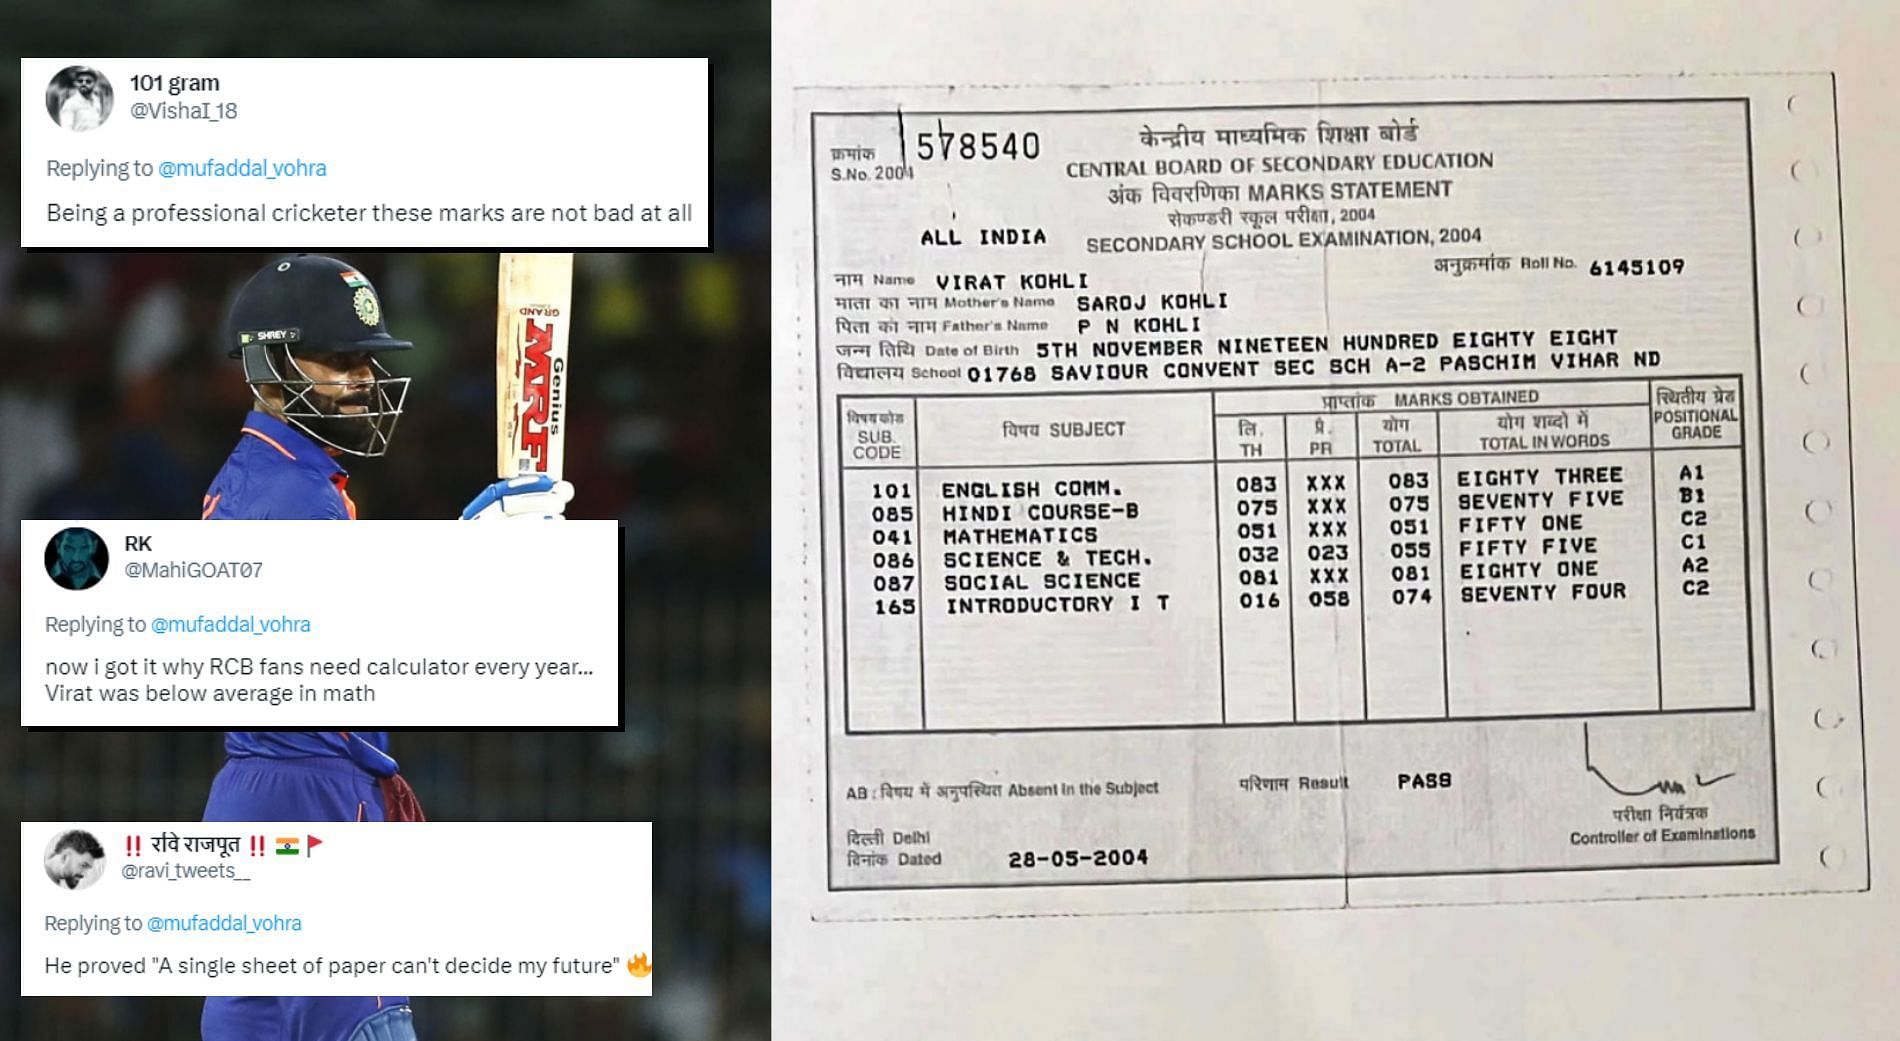 101 gram
@VishaI_18
Replying to @mufaddal_vohra
Being a professional cricketer these marks are not bad at all
SHREY
GRAND
MRF
Genius
RK
@MahiGOAT07
Replying to @mufaddal_vohra
now i got it why RCB fans need calculator every year...
Virat was below average in math
‼ रवि राजपूत ‼ 🇮🇳 🚩
@ravi_tweets__
Replying to @mufaddal_vohra
He proved "A single sheet of paper can't decide my future" 🔥
क्रमांक 578540
S.No. 2004
केन्द्रीय माध्यमिक शिक्षा बोर्ड
CENTRAL BOARD OF SECONDARY EDUCATION
अंक विवरणिका MARKS STATEMENT
सेकण्डरी स्कूल परीक्षा, 2004
ALL INDIA SECONDARY SCHOOL EXAMINATION, 2004
अनुक्रमांक Roll No. 6145109
नाम Name VIRAT KOHLI
माता का नाम Mother's Name SAROJ KOHLI
पिता का नाम Father's Name P N KOHLI
जन्म तिथि Date of Birth 5TH NOVEMBER NINETEEN HUNDRED EIGHTY EIGHT
विद्यालय School 01768 SAVIOUR CONVENT SEC SCH A-2 PASCHIM VIHAR ND
विषय कोड SUB. CODE विषय SUBJECT प्राप्तांक MARKS OBTAINED स्थितीय ग्रेड POSITIONAL GRADE
लि. TH प्रे. PR योग TOTAL योग शब्दों में TOTAL IN WORDS
101 ENGLISH COMM. 083 XXX 083 EIGHTY THREE A1
085 HINDI COURSE-B 075 XXX 075 SEVENTY FIVE B1
041 MATHEMATICS 051 XXX 051 FIFTY ONE C2
086 SCIENCE & TECH. 032 023 055 FIFTY FIVE C1
087 SOCIAL SCIENCE 081 XXX 081 EIGHTY ONE A2
165 INTRODUCTORY I T 016 058 074 SEVENTY FOUR C2
AB : विषय में अनुपस्थित Absent in the Subject परिणाम Result PASS
परीक्षा नियंत्रक
Controller of Examinations
दिल्ली Delhi
दिनांक Dated 28-05-2004